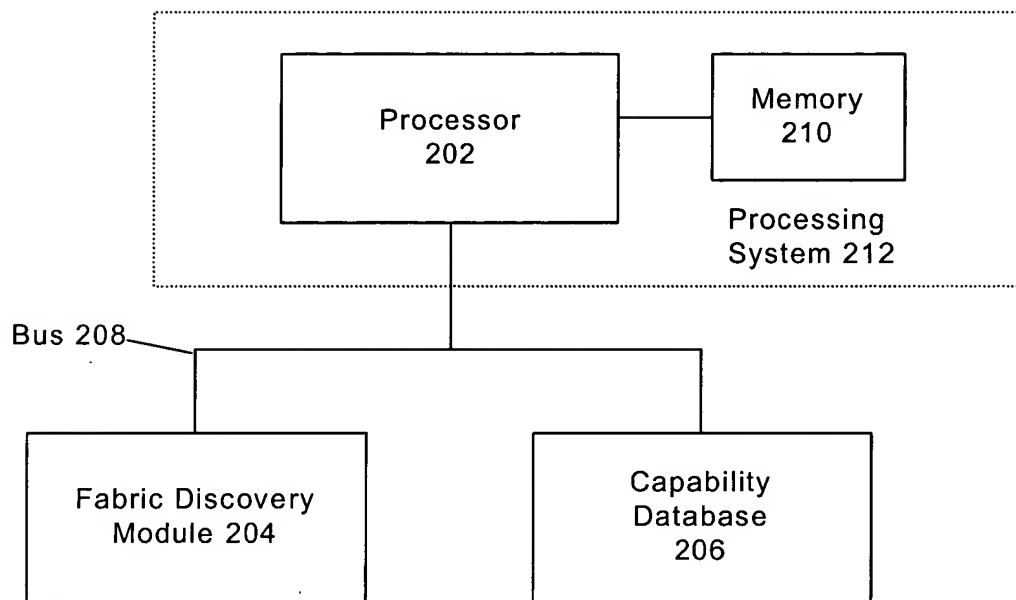 Processor
202
Memory
210
Processing
System 212
Bus 208
Fabric Discovery
Module 204
Capability
Database
206